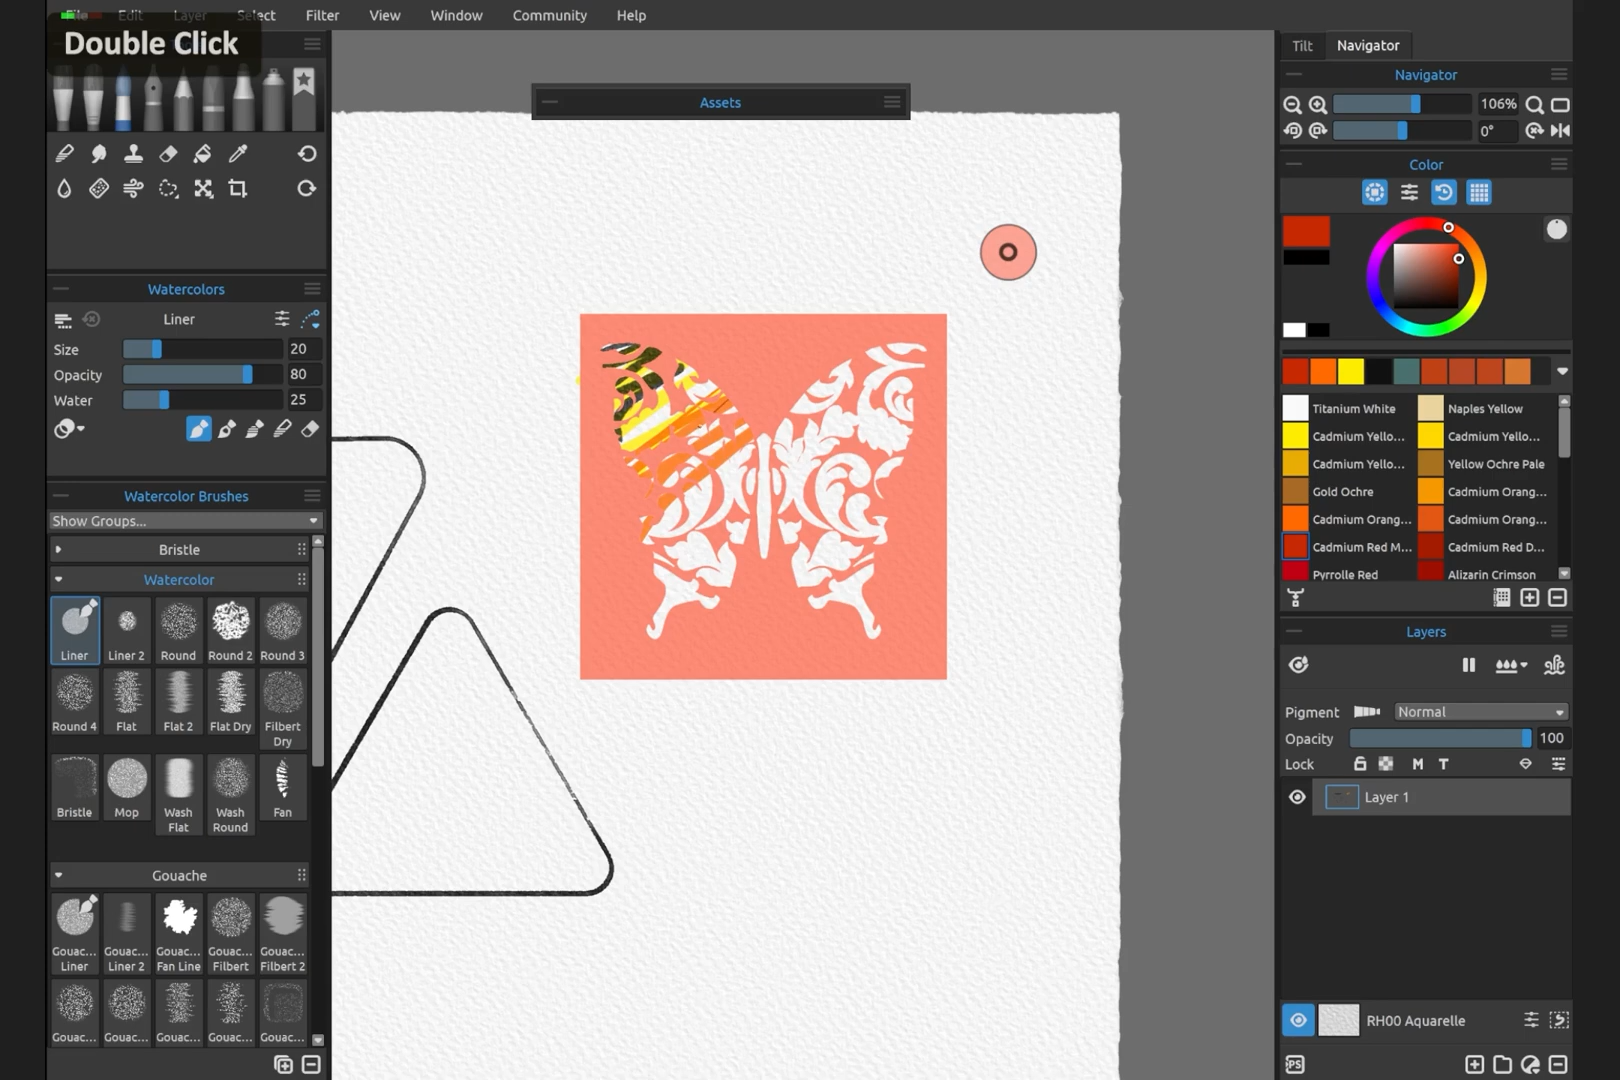 File Edit Layer Select Filter View Window Community Help
Double Click
Assets
Watercolors
Liner
Size 20
Opacity 80
Water 25
Watercolor Brushes
Show Groups...
Bristle
Watercolor
Liner Liner 2 Round Round 2 Round 3
Round 4 Flat Flat 2 Flat Dry Filbert Dry
Bristle Mop Wash Flat Wash Round Fan
Gouache
Gouac... Liner Gouac... Liner 2 Gouac... Fan Line Gouac... Filbert Gouac... Filbert 2
Gouac... Gouac... Gouac... Gouac... Gouac...
Tilt Navigator
Navigator
106%
0°
Color
Titanium White Naples Yellow
Cadmium Yello... Cadmium Yello...
Cadmium Yello... Yellow Ochre Pale
Gold Ochre Cadmium Orang...
Cadmium Orang... Cadmium Orang...
Cadmium Red M... Cadmium Red D...
Pyrrolle Red Alizarin Crimson
Layers
Pigment Normal
Opacity 100
Lock M T
Layer 1
RH00 Aquarelle
PS